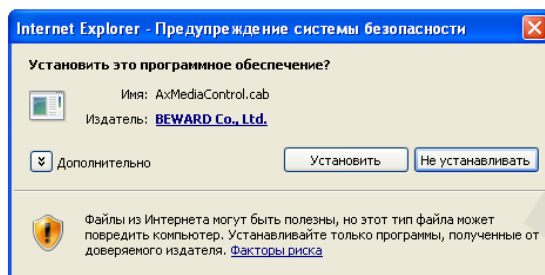 Internet Explorer - Предупреждение системы безопасности
Установить это программное обеспечение?
Имя: AxMediaControl.cab
Издатель: BEWARD Co., Ltd.
Дополнительно
Установить
Не устанавливать
Файлы из Интернета могут быть полезны, но этот тип файла может
повредить компьютер. Устанавливайте только программы, полученные от
доверяемого издателя. Факторы риска